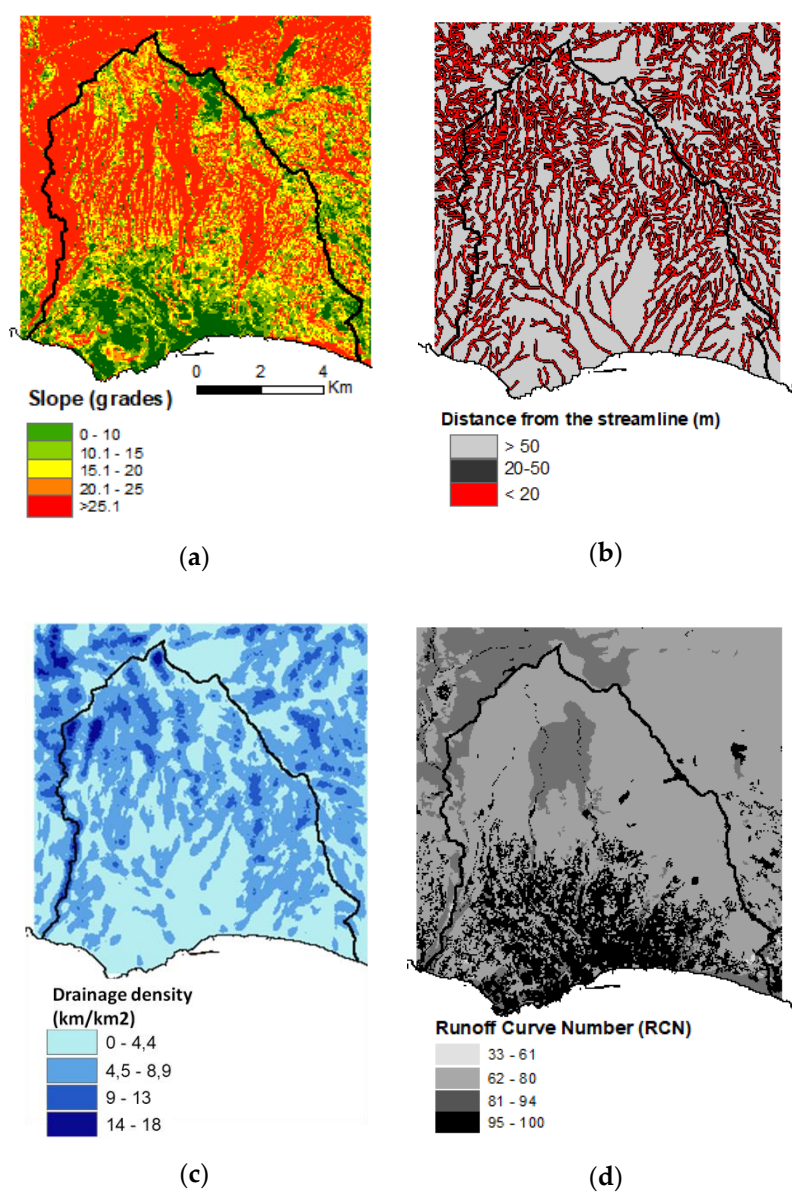 0 2 4
Km
Slope (grades)
0 - 10
10.1 - 15
15.1 - 20
20.1 - 25
>25.1
(a)
Distance from the streamline (m)
> 50
20-50
< 20
(b)
Drainage density
(km/km2)
0 - 4,4
4,5 - 8,9
9 - 13
14 - 18
(c)
Runoff Curve Number (RCN)
33 - 61
62 - 80
81 - 94
95 - 100
(d)